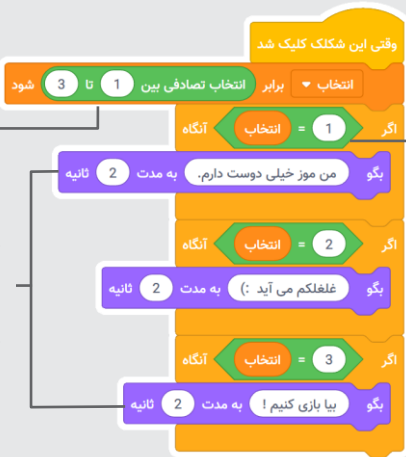 وقتی این شکلک کلیک شد
انتخاب برابر انتخاب تصادفی بین 1 تا 3 شود
اگر 1 = انتخاب آنگاه
بگو من موز خیلی دوست دارم. به مدت 2 ثانیه
اگر 2 = انتخاب آنگاه
بگو غلغلکم می آید :) به مدت 2 ثانیه
اگر 3 = انتخاب آنگاه
بگو بیا بازی کنیم ! به مدت 2 ثانیه